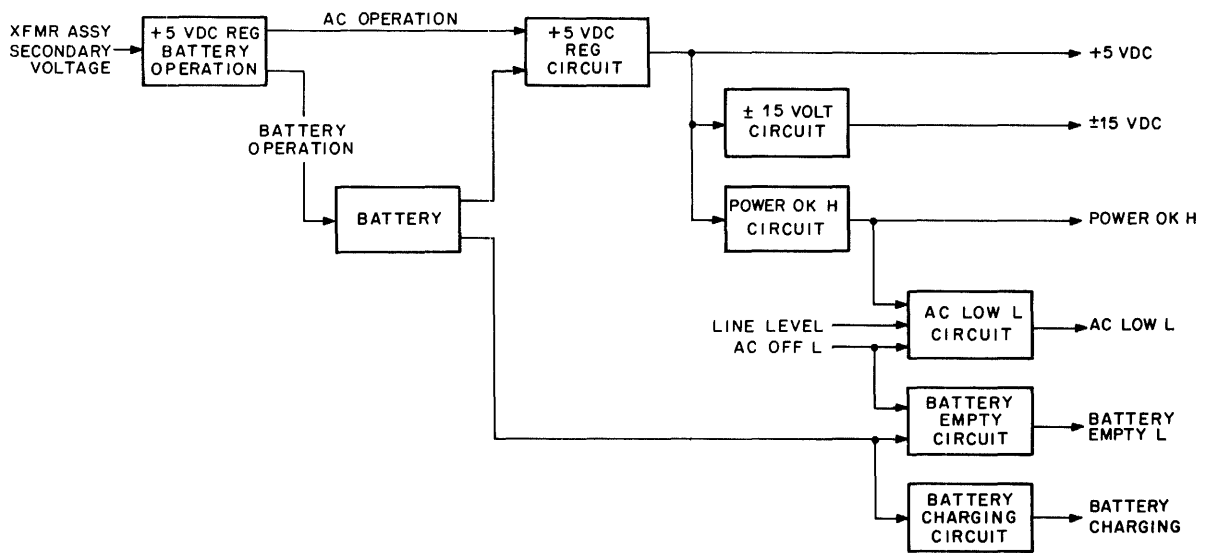 XFMR ASSY
SECONDARY
VOLTAGE
+5 VDC REG
BATTERY
OPERATION
AC OPERATION
BATTERY
OPERATION
BATTERY
+5 VDC
REG
CIRCUIT
+5 VDC
± 15 VOLT
CIRCUIT
±15 VDC
POWER OK H
CIRCUIT
POWER OK H
LINE LEVEL
AC OFF L
AC LOW L
CIRCUIT
AC LOW L
BATTERY
EMPTY
CIRCUIT
BATTERY
EMPTY L
BATTERY
CHARGING
CIRCUIT
BATTERY
CHARGING